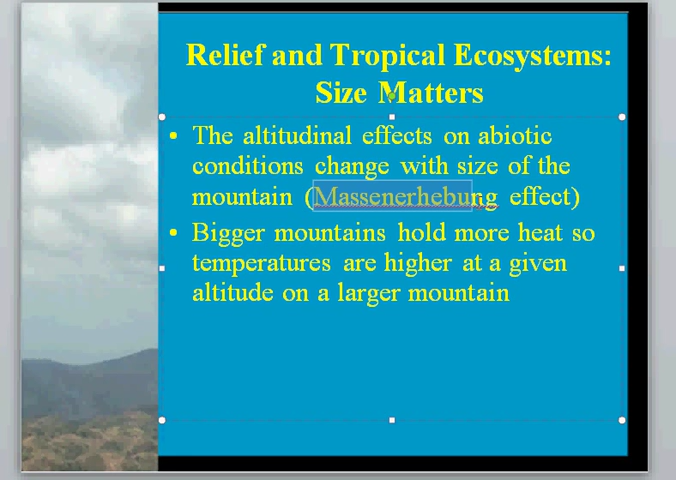 Relief and Tropical Ecosystems:
Size Matters
• The altitudinal effects on abiotic
conditions change with size of the
mountain (Massenerhebung effect)
• Bigger mountains hold more heat so
temperatures are higher at a given
altitude on a larger mountain